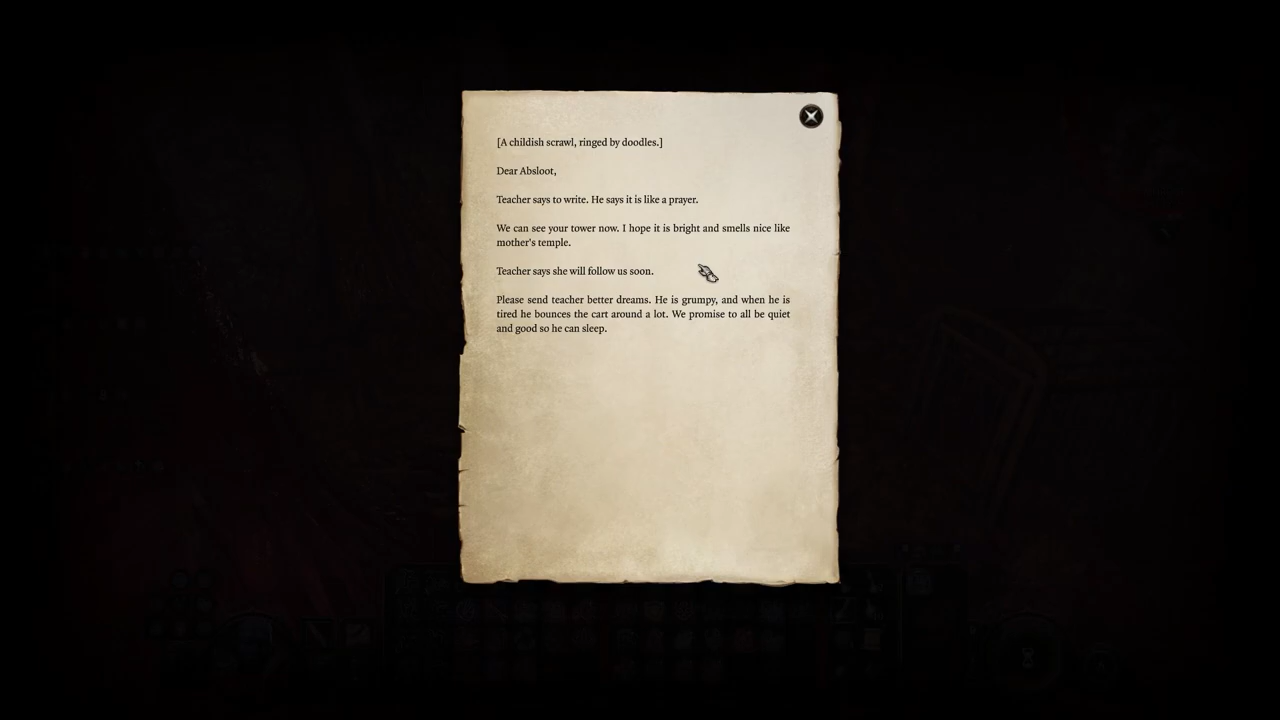 [A childish scrawl, ringed by doodles.]
Dear Absloot,
Teacher says to write. He says it is like a prayer.
We can see your tower now. I hope it is bright and smells nice like
mother's temple.
Teacher says she will follow us soon.
Please send teacher better dreams. He is grumpy, and when he is
tired he bounces the cart around a lot. We promise to all be quiet
and good so he can sleep.